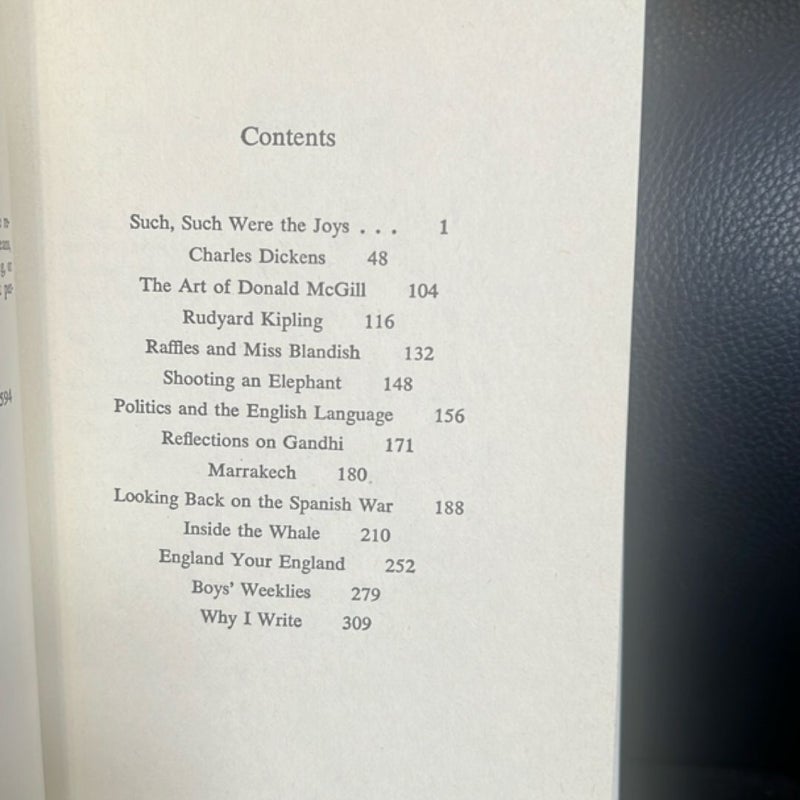 Contents
Such, Such Were the Joys . . . 1
Charles Dickens 48
The Art of Donald McGill 104
Rudyard Kipling 116
Raffles and Miss Blandish 132
Shooting an Elephant 148
Politics and the English Language 156
Reflections on Gandhi 171
Marrakech 180
Looking Back on the Spanish War 188
Inside the Whale 210
England Your England 252
Boys' Weeklies 279
Why I Write 309